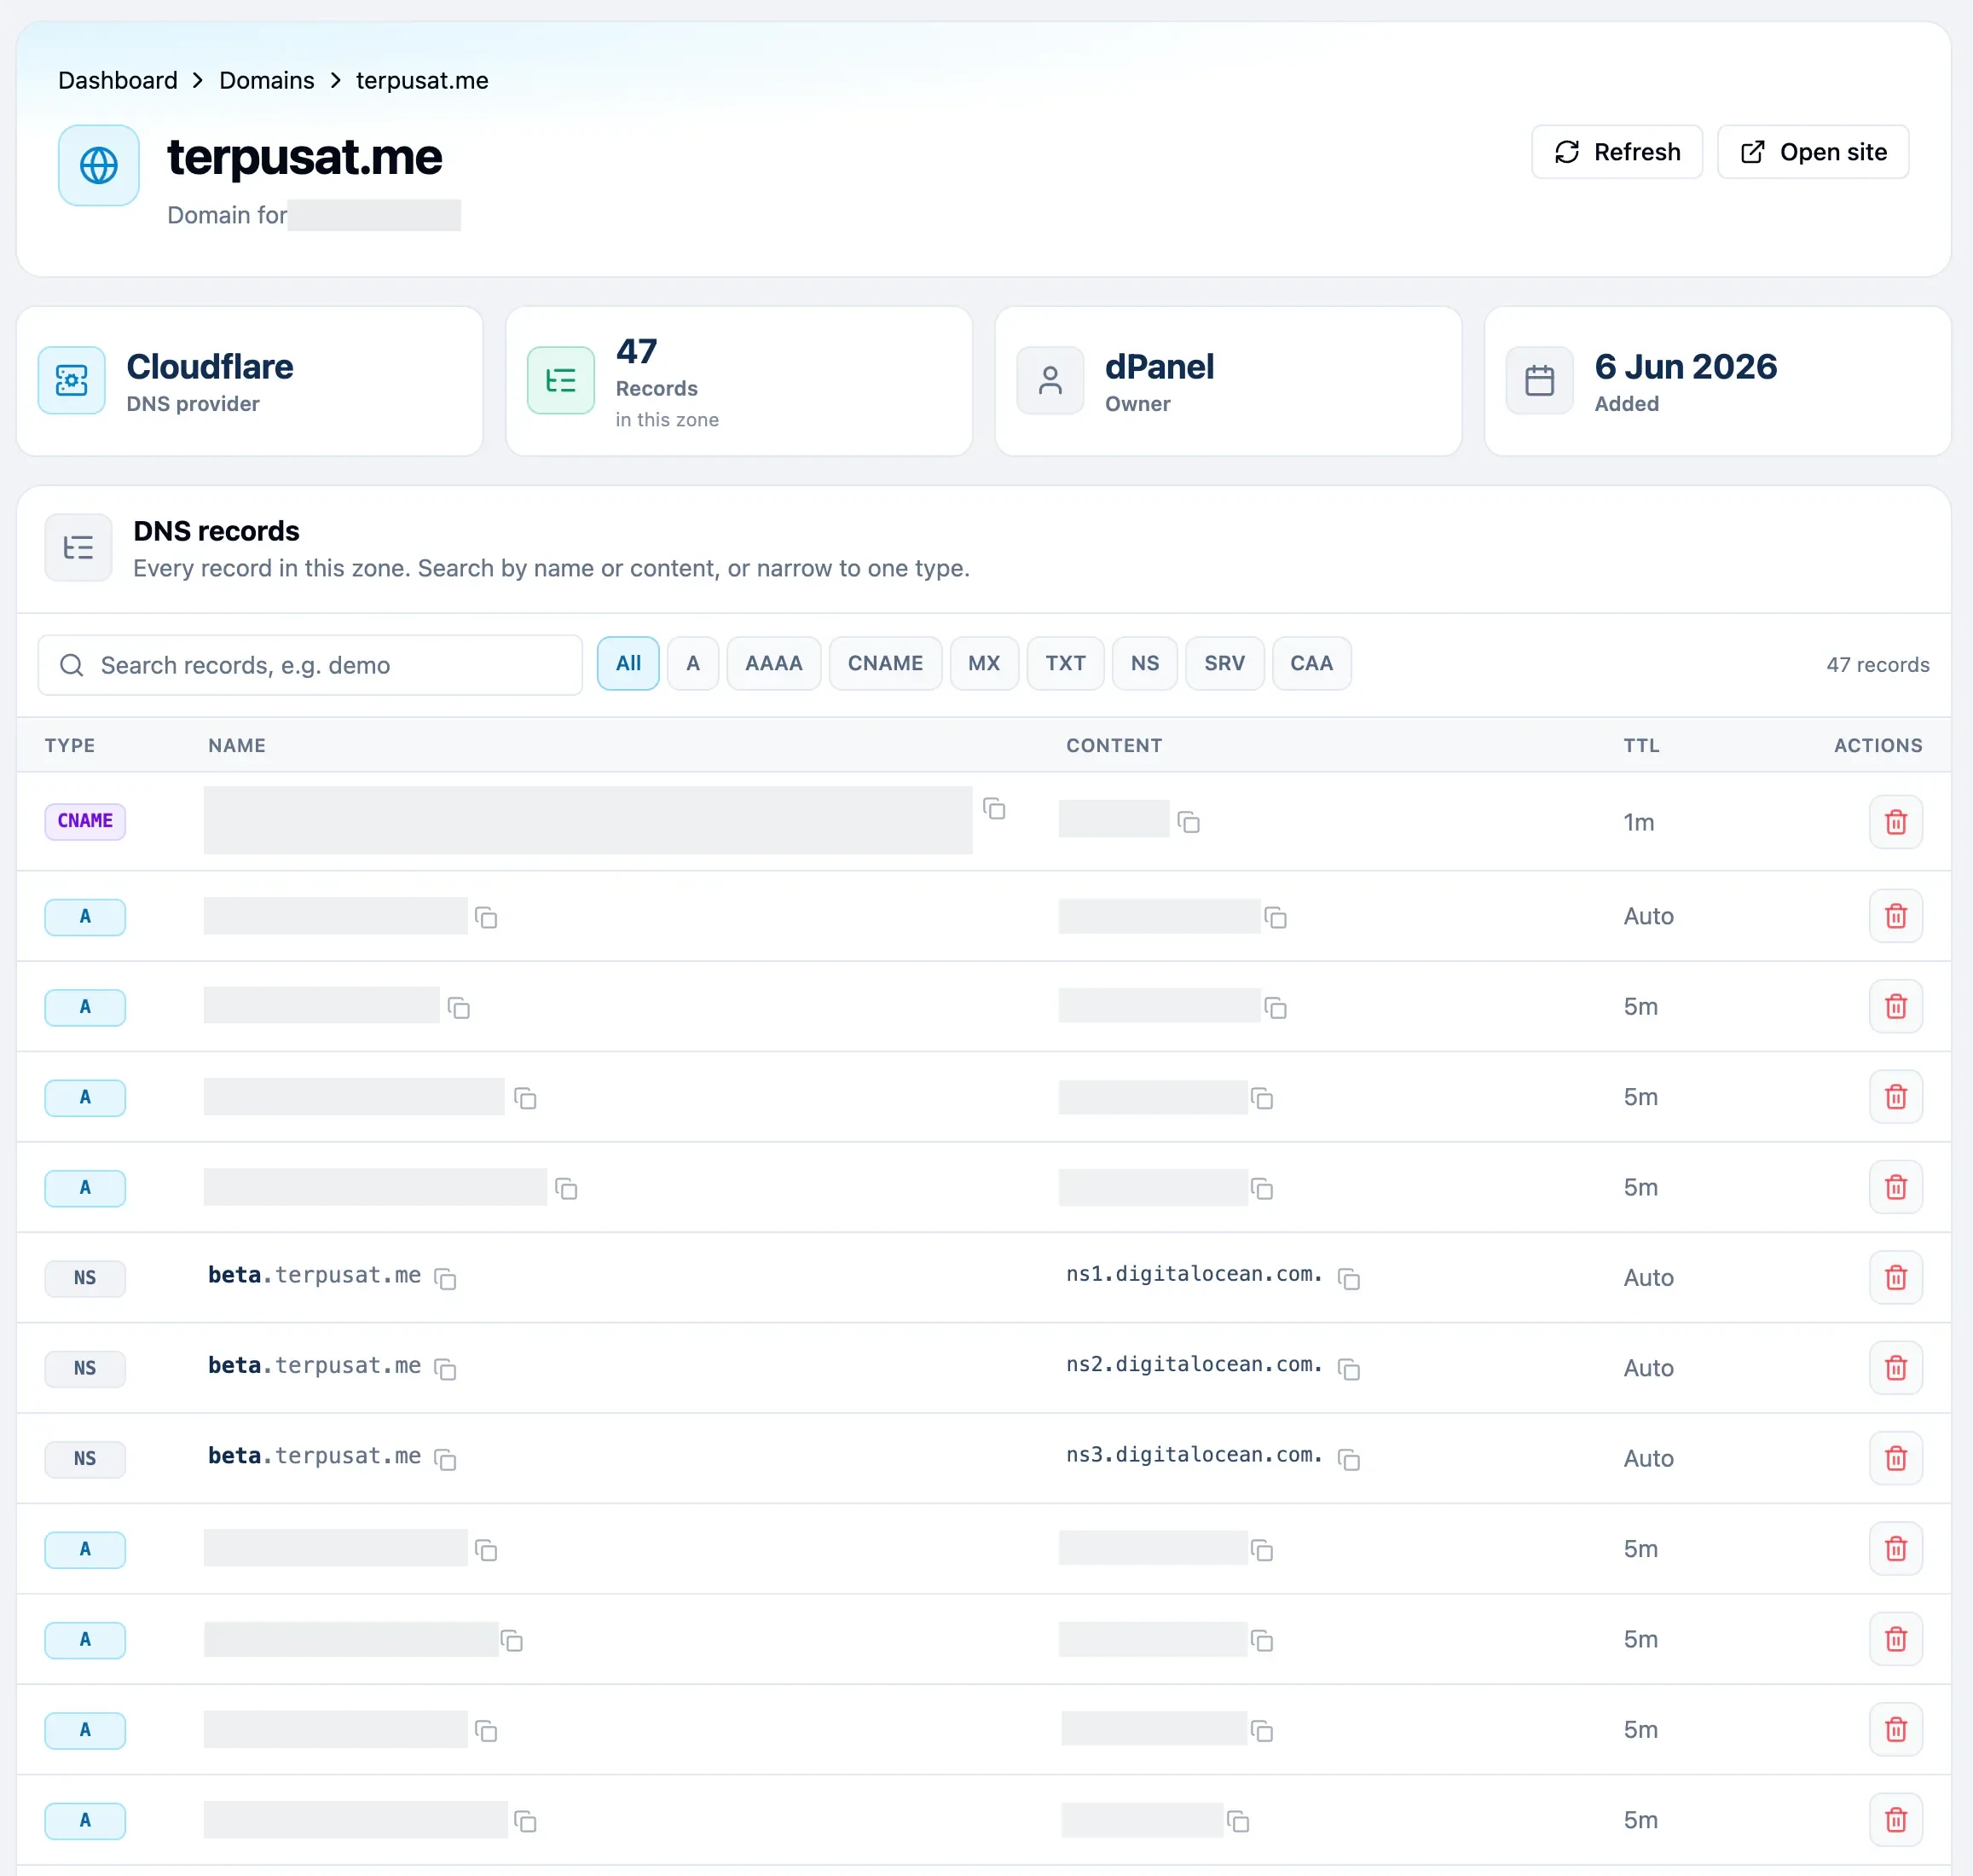 Dashboard > Domains > terpusat.me
terpusat.me
Domain for
Refresh
Open site
Cloudflare
DNS provider
47
Records
in this zone
dPanel
Owner
6 Jun 2026
Added
DNS records
Every record in this zone. Search by name or content, or narrow to one type.
Search records, e.g. demo
All A AAAA CNAME MX TXT NS SRV CAA
47 records
TYPE NAME CONTENT TTL ACTIONS
CNAME 1m
A Auto
A 5m
A 5m
A 5m
NS beta.terpusat.me ns1.digitalocean.com. Auto
NS beta.terpusat.me ns2.digitalocean.com. Auto
NS beta.terpusat.me ns3.digitalocean.com. Auto
A 5m
A 5m
A 5m
A 5m